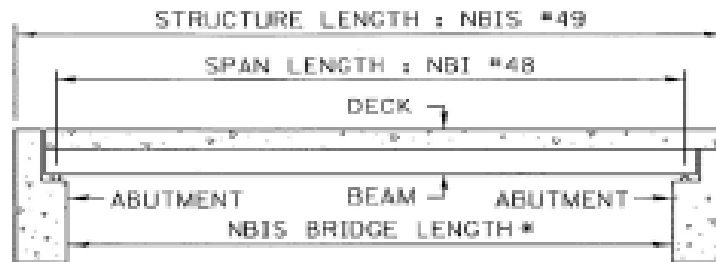 STRUCTURE LENGTH : NBIS #49
SPAN LENGTH : NBI #48
DECK
ABUTMENT BEAM ABUTMENT
NBIS BRIDGE LENGTH*